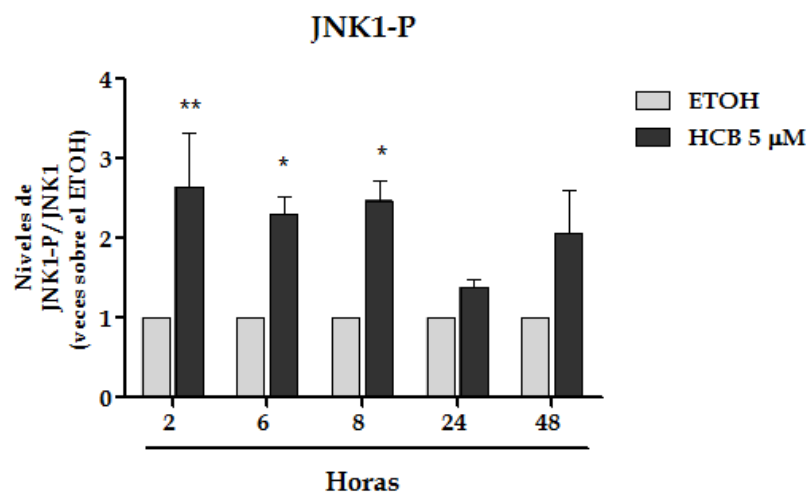 JNK1-P
Niveles de
JNK1-P/JNK1
(veces sobre el ETOH)
4
3
2
1
0
**
*
*
2 6 8 24 48
Horas
ETOH
HCB 5 µM